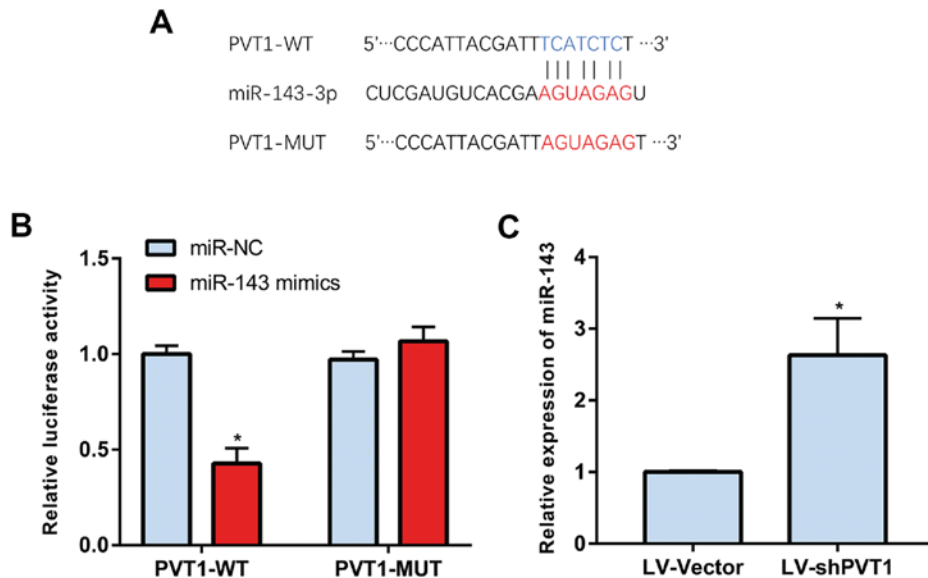 A
PVT1-WT 5'···CCCATTACGATTTCATCTCT ···3'
miR-143-3p CUCGAUGUCACGAAGUAGAGU
PVT1-MUT 5'···CCCATTACGATTAGUAGAGT ···3'
B
miR-NC
miR-143 mimics
Relative luciferase activity
1.5
1.0
0.5
0.0
*
PVT1-WT PVT1-MUT
C
Relative expression of miR-143
4
3
2
1
0
*
LV-Vector LV-shPVT1